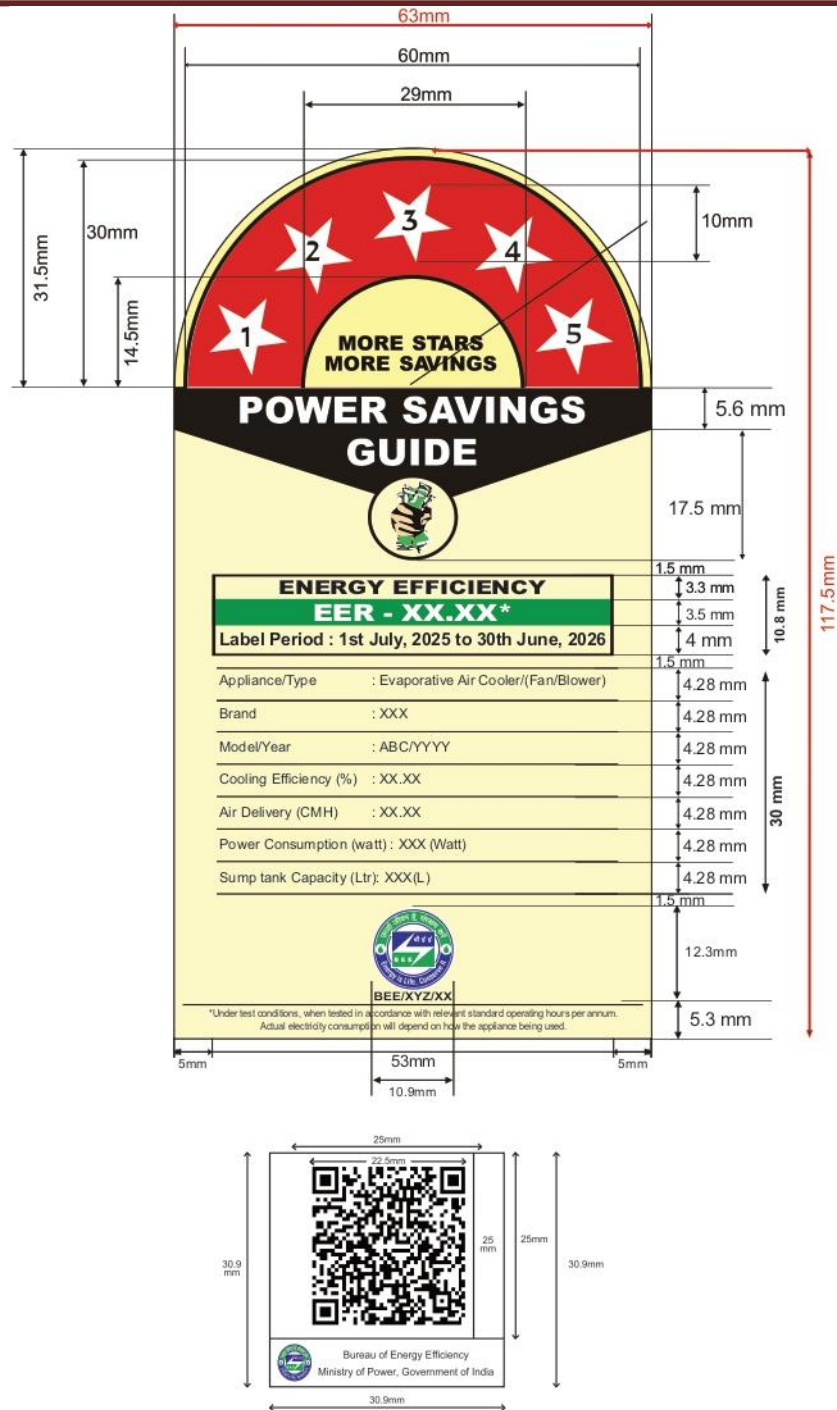 63mm
60mm
29mm
31.5mm
30mm
14.5mm
10mm
1
2
3
4
5
MORE STARS
MORE SAVINGS
POWER SAVINGS
GUIDE
5.6 mm
17.5 mm
117.5mm
1.5 mm
ENERGY EFFICIENCY
3.3 mm
EER - XX.XX*
3.5 mm
10.8 mm
Label Period : 1st July, 2025 to 30th June, 2026
4 mm
1.5 mm
Appliance/Type : Evaporative Air Cooler/(Fan/Blower)
4.28 mm
Brand : XXX
4.28 mm
Model/Year : ABC/YYYY
4.28 mm
Cooling Efficiency (%) : XX.XX
4.28 mm
30 mm
Air Delivery (CMH) : XX.XX
4.28 mm
Power Consumption (watt) : XXX (Watt)
4.28 mm
Sump tank Capacity (Ltr): XXX(L)
4.28 mm
1.5 mm
BEE
Energy is Life, Conserve it
12.3mm
BEE/XYZ/XX
*Under test conditions, when tested in accordance with relevant standard operating hours per annum.
Actual electricity consumption will depend on how the appliance being used.
5.3 mm
5mm
53mm
5mm
10.9mm
25mm
22.5mm
30.9
mm
25
mm
25mm
30.9mm
Bureau of Energy Efficiency
Ministry of Power, Government of India
30.9mm